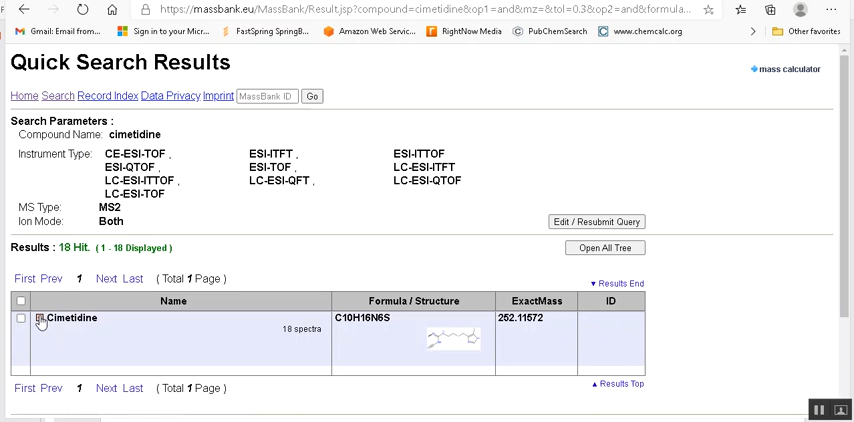 https://massbank.eu/MassBank/Result.jsp?compound=cimetidine&op1=and&mz=&tol=0.3&op2=and&formula...
Gmail: Email from... Sign in to your Micr... FastSpring SpringB... Amazon Web Servic... RightNow Media PubChemSearch www.chemcalc.org Other favorites
Quick Search Results
mass calculator
Home Search Record Index Data Privacy Imprint MassBank ID Go
Search Parameters :
Compound Name: cimetidine
Instrument Type: CE-ESI-TOF , ESI-ITFT , ESI-ITTOF
ESI-QTOF , ESI-TOF , LC-ESI-ITFT
LC-ESI-ITTOF , LC-ESI-QFT , LC-ESI-QTOF
LC-ESI-TOF
MS Type: MS2
Ion Mode: Both
Edit / Resubmit Query
Results : 18 Hit. ( 1 - 18 Displayed )
Open All Tree
First Prev 1 Next Last ( Total 1 Page )
▼ Results End
Name Formula / Structure ExactMass ID
Cimetidine C10H16N6S 252.11572
18 spectra
First Prev 1 Next Last ( Total 1 Page )
▲ Results Top